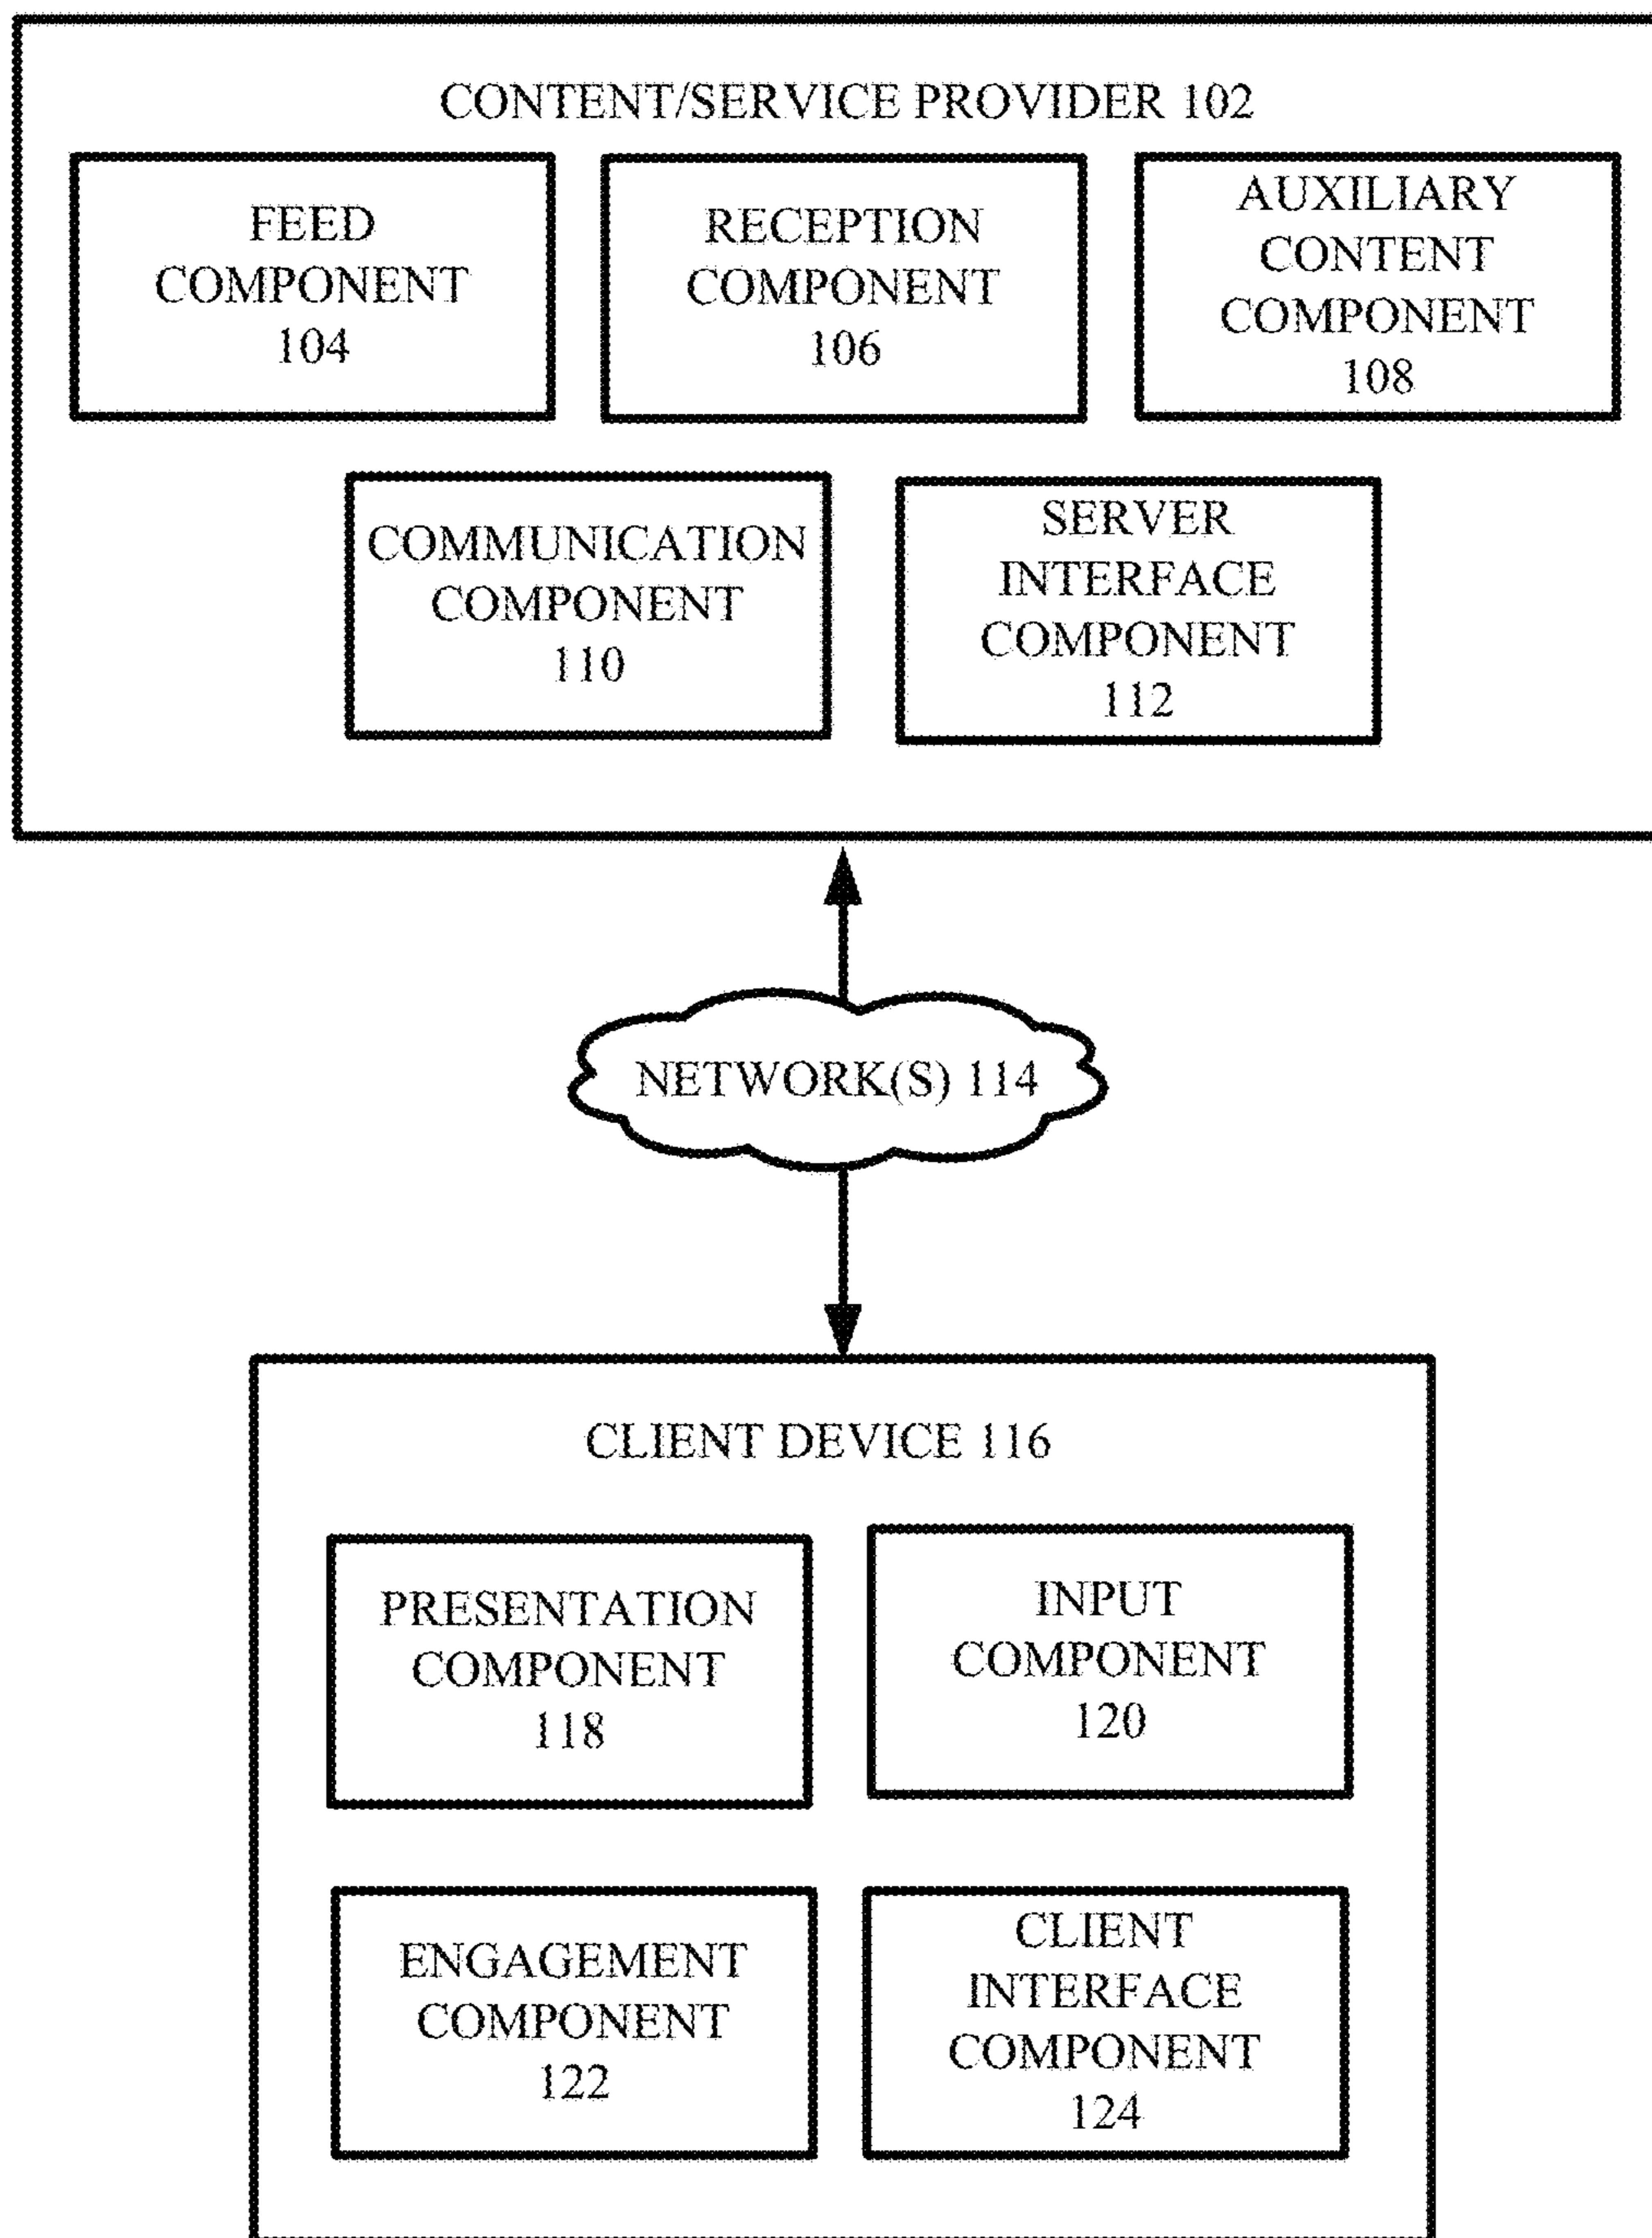 CONTENT/SERVICE PROVIDER 102
FEED
COMPONENT
104
RECEPTION
COMPONENT
106
AUXILIARY
CONTENT
COMPONENT
108
COMMUNICATION
COMPONENT
110
SERVER
INTERFACE
COMPONENT
112
NETWORK(S) 114
CLIENT DEVICE 116
PRESENTATION
COMPONENT
118
INPUT
COMPONENT
120
ENGAGEMENT
COMPONENT
122
CLIENT
INTERFACE
COMPONENT
124